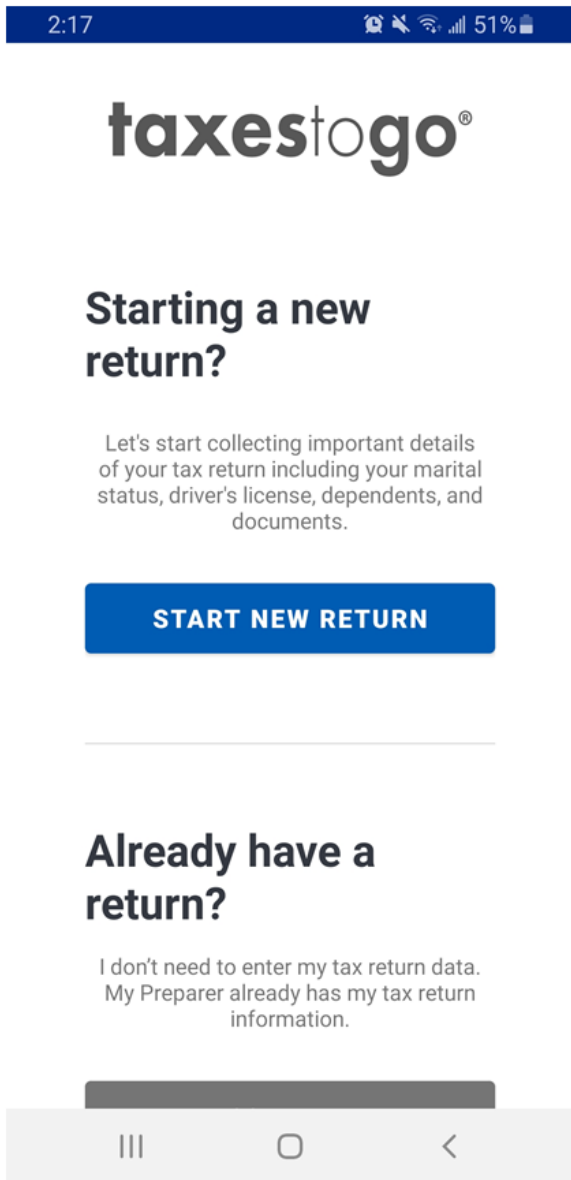 2:17 51%
taxestogo®
Starting a new
return?
Let's start collecting important details
of your tax return including your marital
status, driver's license, dependents, and
documents.
START NEW RETURN
Already have a
return?
I don't need to enter my tax return data.
My Preparer already has my tax return
information.